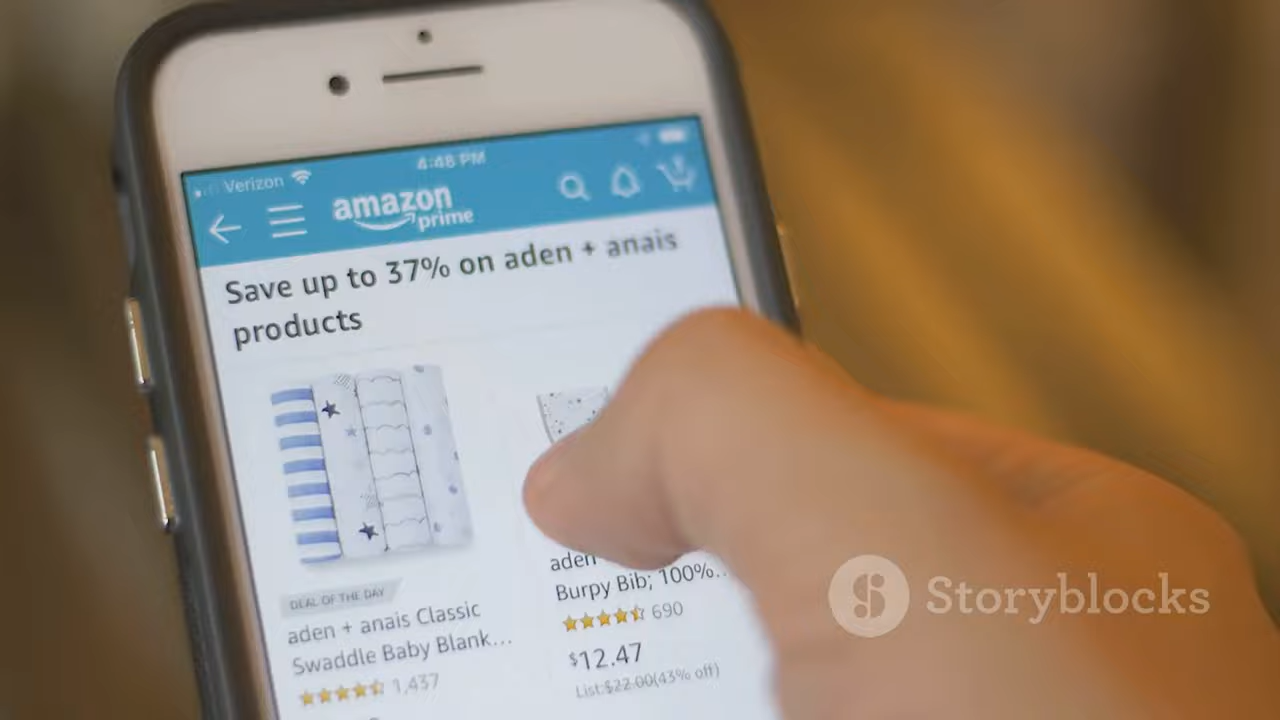 4:48 PM
Verizon
amazon
prime
Save up to 37% on aden + anais
products
DEAL OF THE DAY
aden + anais Classic
Swaddle Baby Blank...
1,437
aden
Burpy Bib; 100%...
690
$12.47
List:$22.00(43% off)
Storyblocks